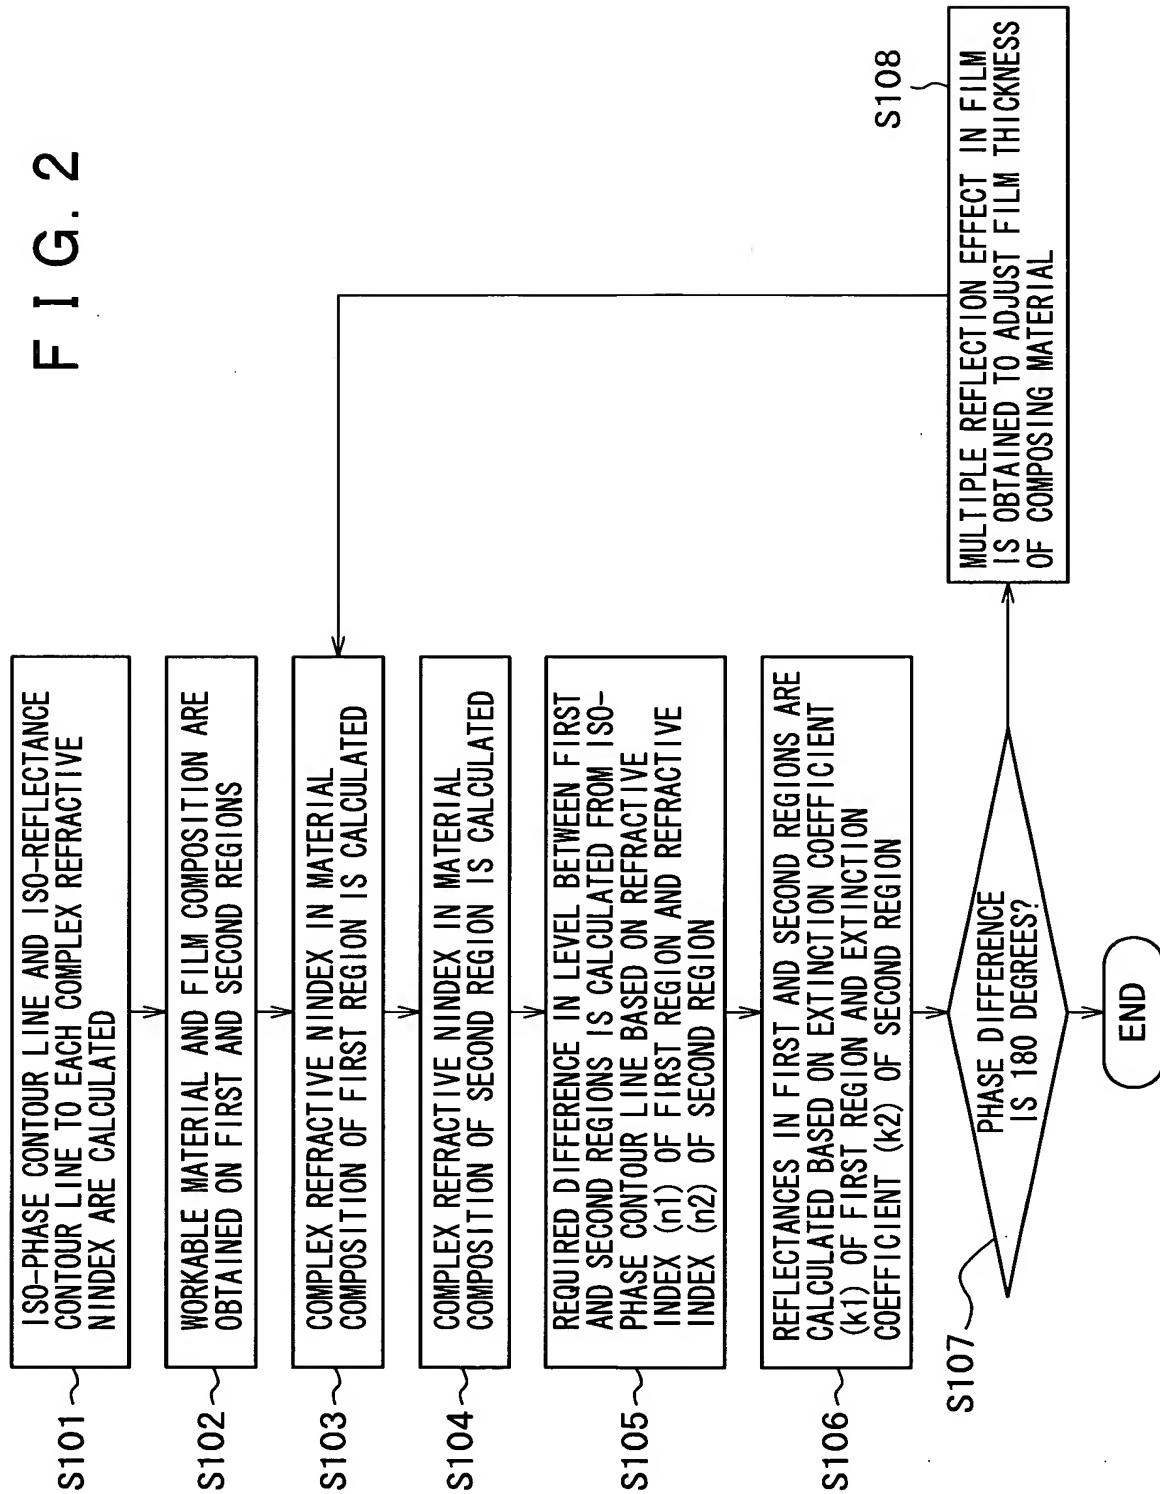 FIG. 2
S101
ISO-PHASE CONTOUR LINE AND ISO-REFLECTANCE
CONTOUR LINE TO EACH COMPLEX REFRACTIVE
NINDEX ARE CALCULATED
S102
WORKABLE MATERIAL AND FILM COMPOSITION ARE
OBTAINED ON FIRST AND SECOND REGIONS
S103
COMPLEX REFRACTIVE NINDEX IN MATERIAL
COMPOSITION OF FIRST REGION IS CALCULATED
S104
COMPLEX REFRACTIVE NINDEX IN MATERIAL
COMPOSITION OF SECOND REGION IS CALCULATED
S105
REQUIRED DIFFERENCE IN LEVEL BETWEEN FIRST
AND SECOND REGIONS IS CALCULATED FROM ISO-
PHASE CONTOUR LINE BASED ON REFRACTIVE
INDEX (n1) OF FIRST REGION AND REFRACTIVE
INDEX (n2) OF SECOND REGION
S106
REFLECTANCES IN FIRST AND SECOND REGIONS ARE
CALCULATED BASED ON EXTINCTION COEFFICIENT
(k1) OF FIRST REGION AND EXTINCTION
COEFFICIENT (k2) OF SECOND REGION
S107
PHASE DIFFERENCE
IS 180 DEGREES?
S108
MULTIPLE REFLECTION EFFECT IN FILM
IS OBTAINED TO ADJUST FILM THICKNESS
OF COMPOSING MATERIAL
END